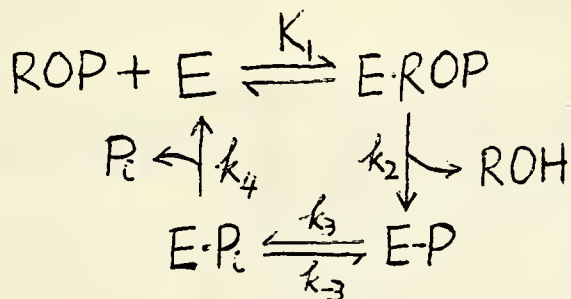 K₁
ROP + E ⇌ E·ROP
Pᵢ k₄ k₂ ROH
k₃
E·Pᵢ ⇌ E-P
k₋₃